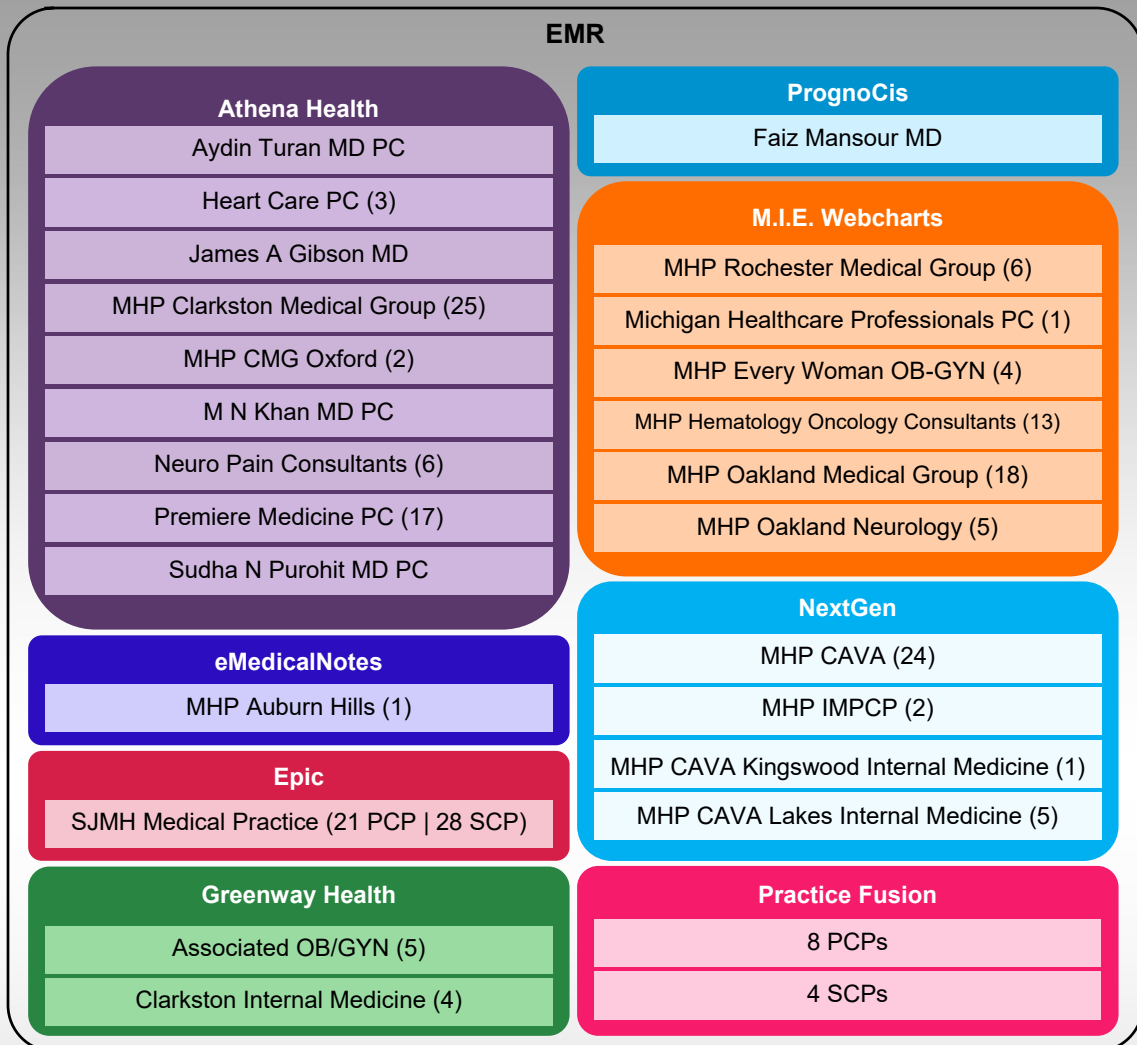 EMR
Athena Health
Aydin Turan MD PC
Heart Care PC (3)
James A Gibson MD
MHP Clarkston Medical Group (25)
MHP CMG Oxford (2)
M N Khan MD PC
Neuro Pain Consultants (6)
Premiere Medicine PC (17)
Sudha N Purohit MD PC
eMedicalNotes
MHP Auburn Hills (1)
Epic
SJMH Medical Practice (21 PCP | 28 SCP)
Greenway Health
Associated OB/GYN (5)
Clarkston Internal Medicine (4)
PrognoCis
Faiz Mansour MD
M.I.E. Webcharts
MHP Rochester Medical Group (6)
Michigan Healthcare Professionals PC (1)
MHP Every Woman OB-GYN (4)
MHP Hematology Oncology Consultants (13)
MHP Oakland Medical Group (18)
MHP Oakland Neurology (5)
NextGen
MHP CAVA (24)
MHP IMPCP (2)
MHP CAVA Kingswood Internal Medicine (1)
MHP CAVA Lakes Internal Medicine (5)
Practice Fusion
8 PCPs
4 SCPs